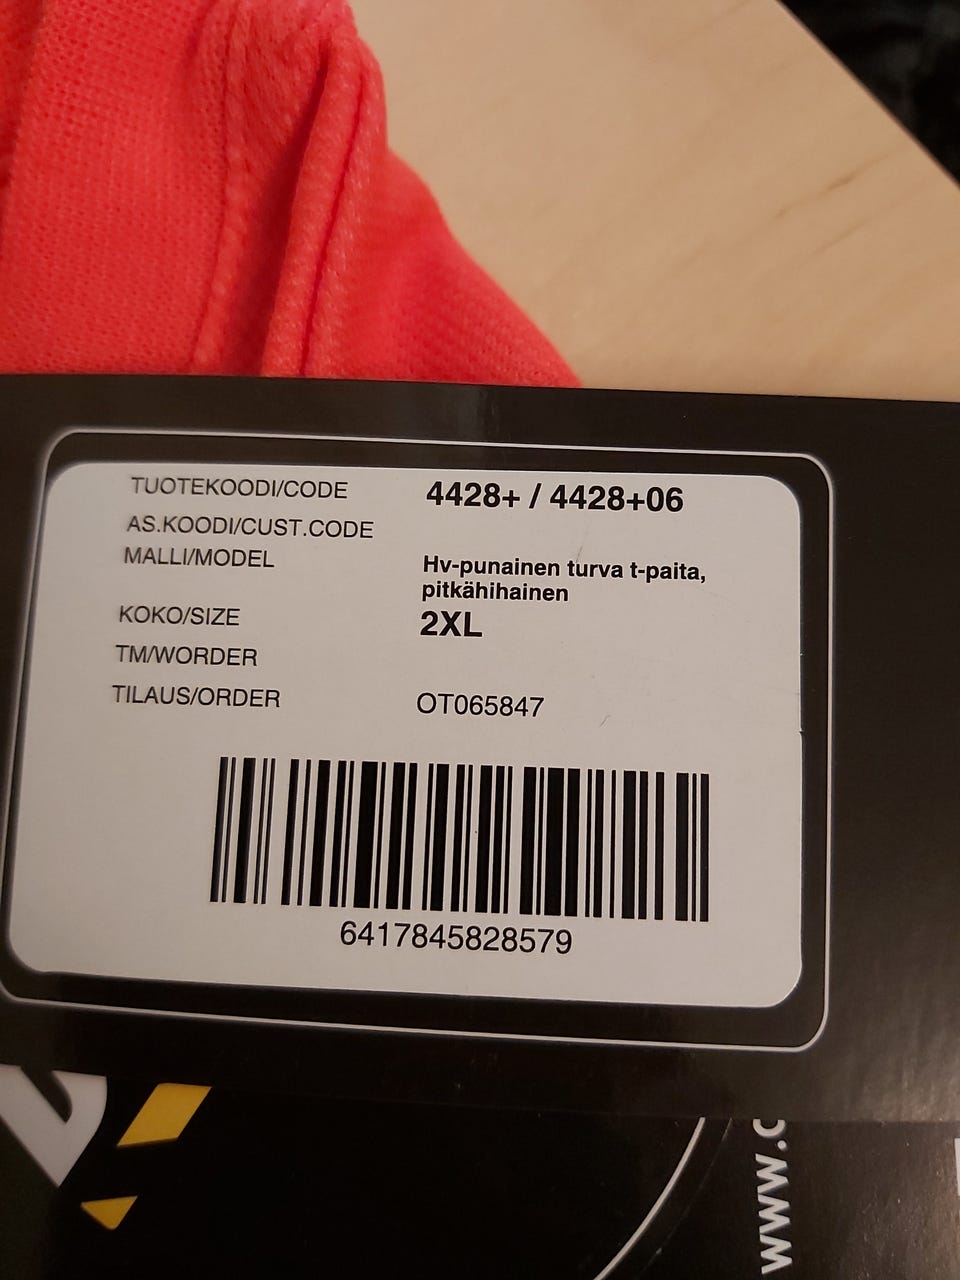 TUOTEKOODI/CODE 4428+ / 4428+06
AS.KOODI/CUST.CODE
MALLI/MODEL Hv-punainen turva t-paita,
pitkähihainen
KOKO/SIZE 2XL
TM/WORDER
TILAUS/ORDER OT065847
6417845828579
www.c